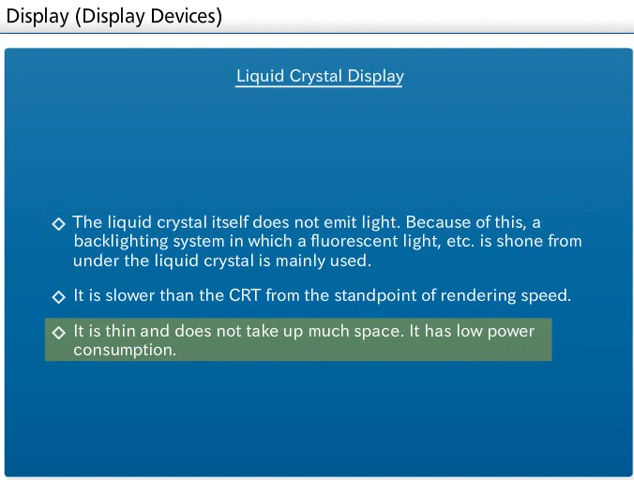 Display (Display Devices)
Liquid Crystal Display
◇ The liquid crystal itself does not emit light. Because of this, a
backlighting system in which a fluorescent light, etc. is shone from
under the liquid crystal is mainly used.
◇ It is slower than the CRT from the standpoint of rendering speed.
◇ It is thin and does not take up much space. It has low power
consumption.